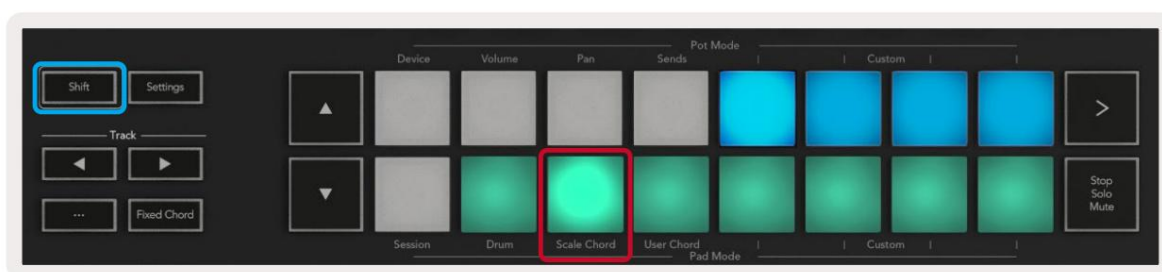 Pot Mode
Device Volume Pan Sends | | Custom | |
Shift Settings
Track
... Fixed Chord
Stop
Solo
Mute
Session Drum Scale Chord User Chord | | Custom | |
Pad Mode